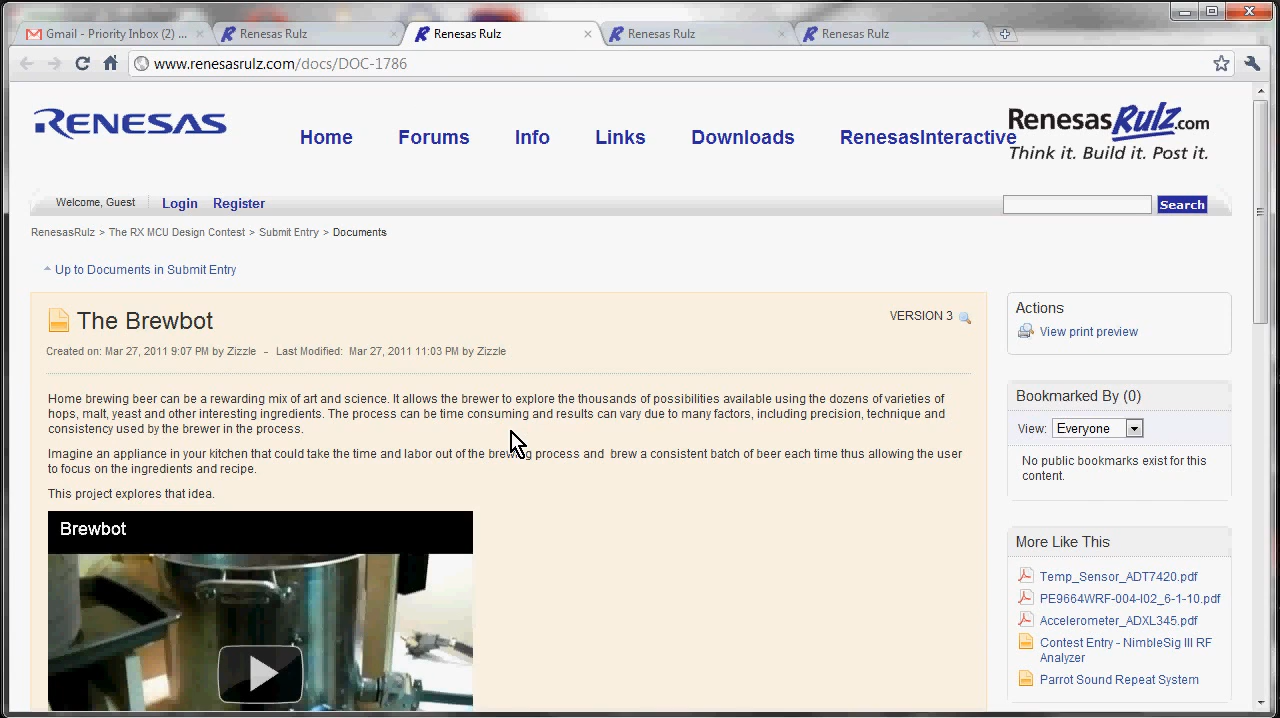 Gmail - Priority Inbox (2) ...
Renesas Rulz
Renesas Rulz
Renesas Rulz
Renesas Rulz
www.renesasrulz.com/docs/DOC-1786
RENESAS
Home Forums Info Links Downloads RenesasInteractive
RenesasRulz.com
Think it. Build it. Post it.
Welcome, Guest Login Register
Search
RenesasRulz > The RX MCU Design Contest > Submit Entry > Documents
Up to Documents in Submit Entry
The Brewbot
VERSION 3
Created on: Mar 27, 2011 9:07 PM by Zizzle - Last Modified: Mar 27, 2011 11:03 PM by Zizzle
Home brewing beer can be a rewarding mix of art and science. It allows the brewer to explore the thousands of possibilities available using the dozens of varieties of
hops, malt, yeast and other interesting ingredients. The process can be time consuming and results can vary due to many factors, including precision, technique and
consistency used by the brewer in the process.
Imagine an appliance in your kitchen that could take the time and labor out of the brewing process and brew a consistent batch of beer each time thus allowing the user
to focus on the ingredients and recipe.
This project explores that idea.
Brewbot
Actions
View print preview
Bookmarked By (0)
View: Everyone
No public bookmarks exist for this
content.
More Like This
Temp_Sensor_ADT7420.pdf
PE9664WRF-004-I02_6-1-10.pdf
Accelerometer_ADXL345.pdf
Contest Entry - NimbleSig III RF
Analyzer
Parrot Sound Repeat System